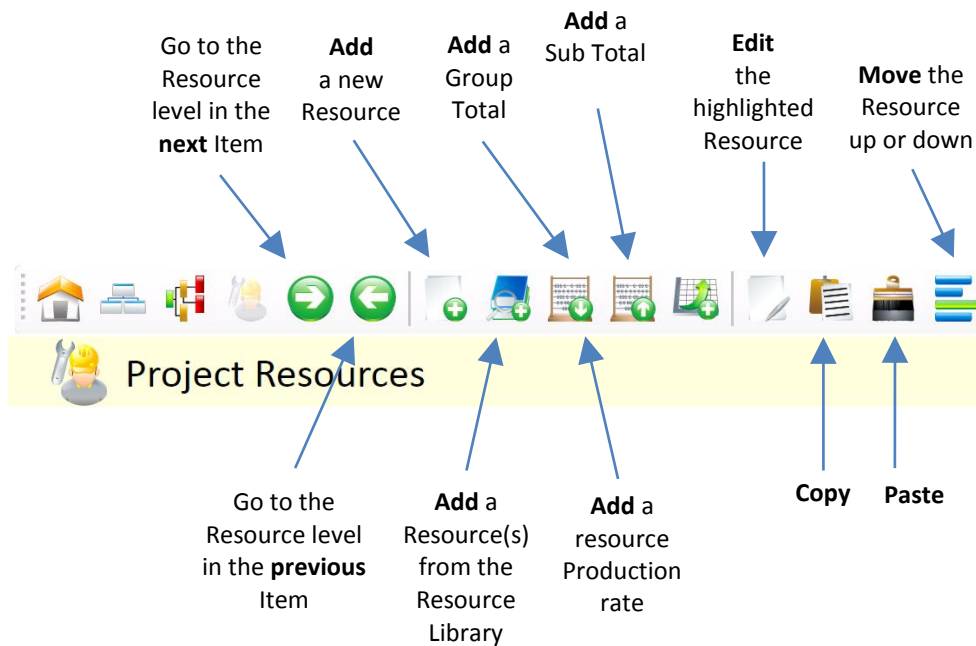 Go to the
Resource
level in the
next Item
Add
a new
Resource
Add a
Group
Total
Add a
Sub Total
Edit
the
highlighted
Resource
Move the
Resource
up or down
Project Resources
Go to the
Resource level
in the previous
Item
Add a
Resource(s)
from the
Resource
Library
Add a
resource
Production
rate
Copy
Paste